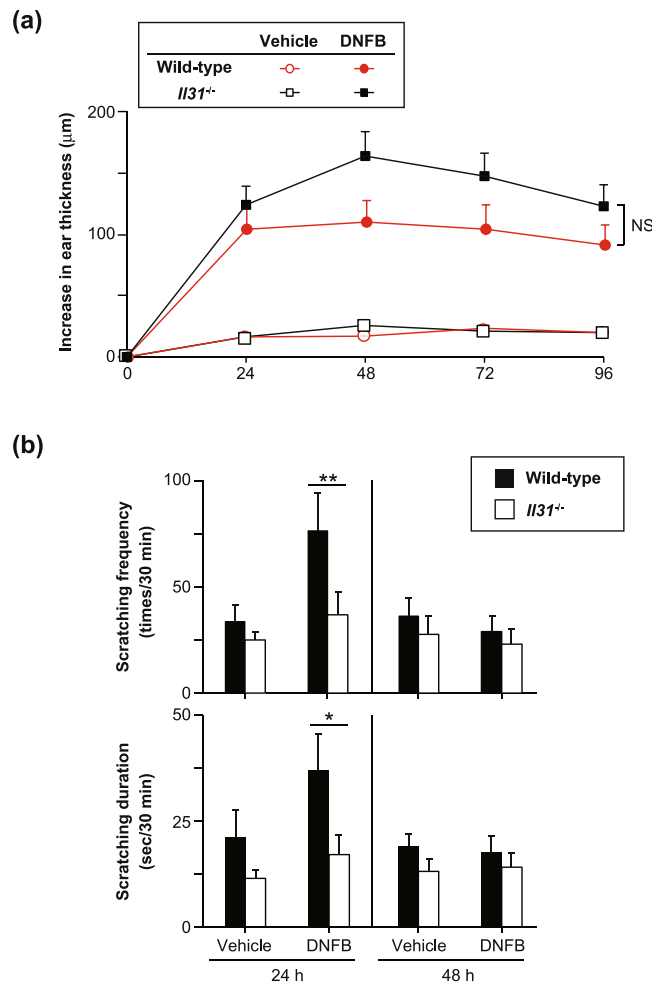 (a)
Vehicle DNFB
Wild-type
Il31-/-
Increase in ear thickness (μm)
200
100
0
NS
0 24 48 72 96
(b)
Wild-type
Il31-/-
Scratching frequency
(times/30 min)
100
50
0
**
Scratching duration
(sec/30 min)
50
25
0
*
Vehicle DNFB Vehicle DNFB
24 h 48 h